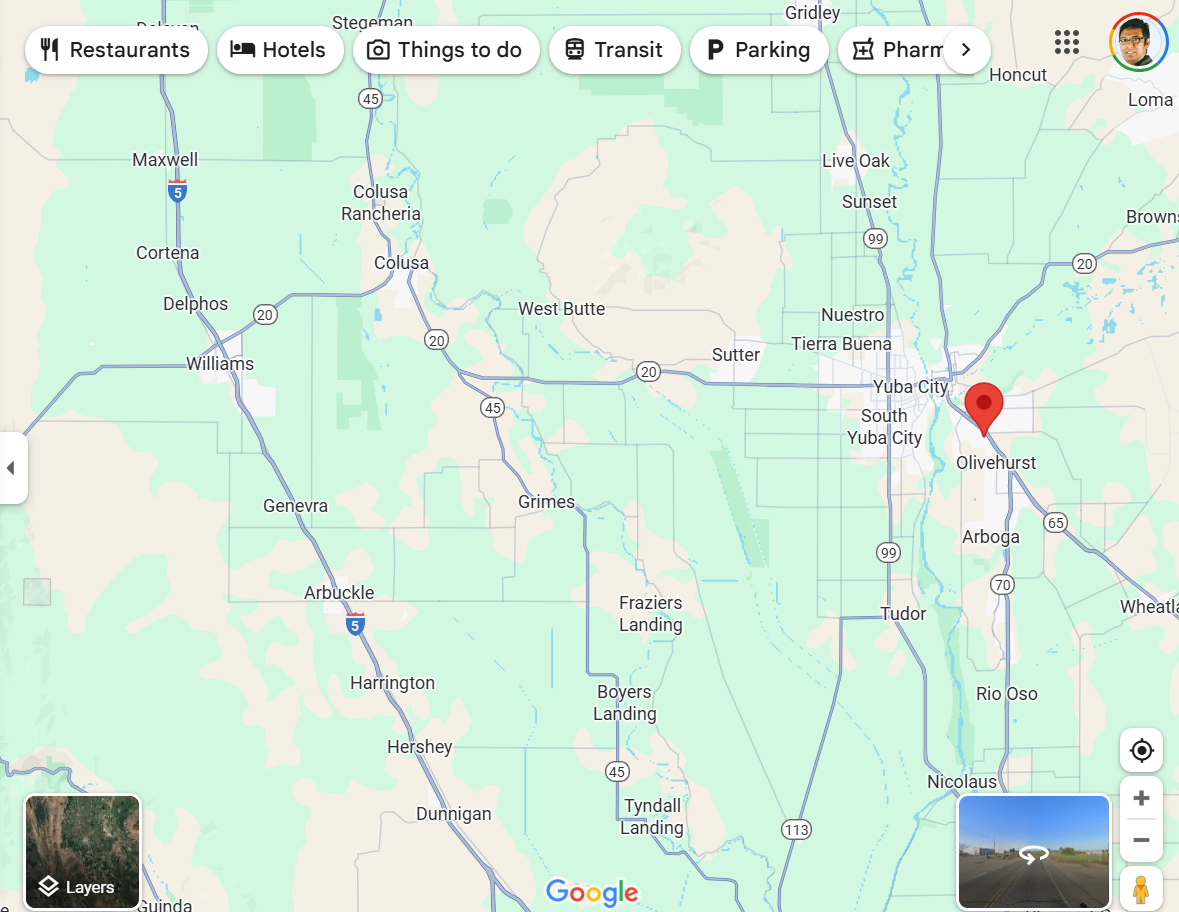 Stegeman
Gridley
Restaurants
Hotels
Things to do
Transit
Parking
Pharm
Honcut
45
Loma
Maxwell
Live Oak
5
Colusa
Rancheria
Sunset
Browns
99
Cortena
Colusa
20
Delphos
20
West Butte
Nuestro
20
Tierra Buena
Sutter
Williams
20
Yuba City
45
South
Yuba City
Olivehurst
Grimes
Genevra
65
Arboga
99
70
Arbuckle
Fraziers
Landing
Wheatla
5
Tudor
Harrington
Boyers
Landing
Rio Oso
Hershey
45
Nicolaus
Dunnigan
Tyndall
Landing
113
Layers
Google
Guinda